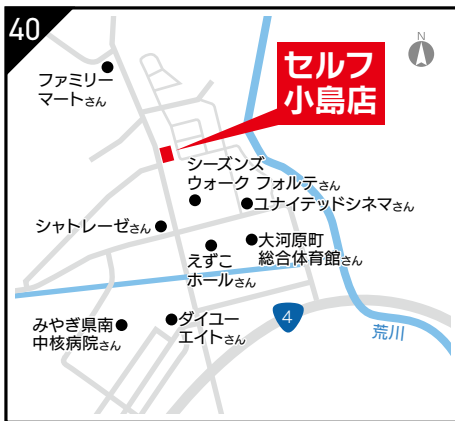 40
N
ファミリー
マートさん
セルフ
小島店
シーズンズ
ウォーク フォルテさん
ユナイテッドシネマさん
シャトレーゼさん
大河原町
総合体育館さん
えずこ
ホールさん
みやぎ県南
中核病院さん
ダイユー
エイトさん
4
荒川